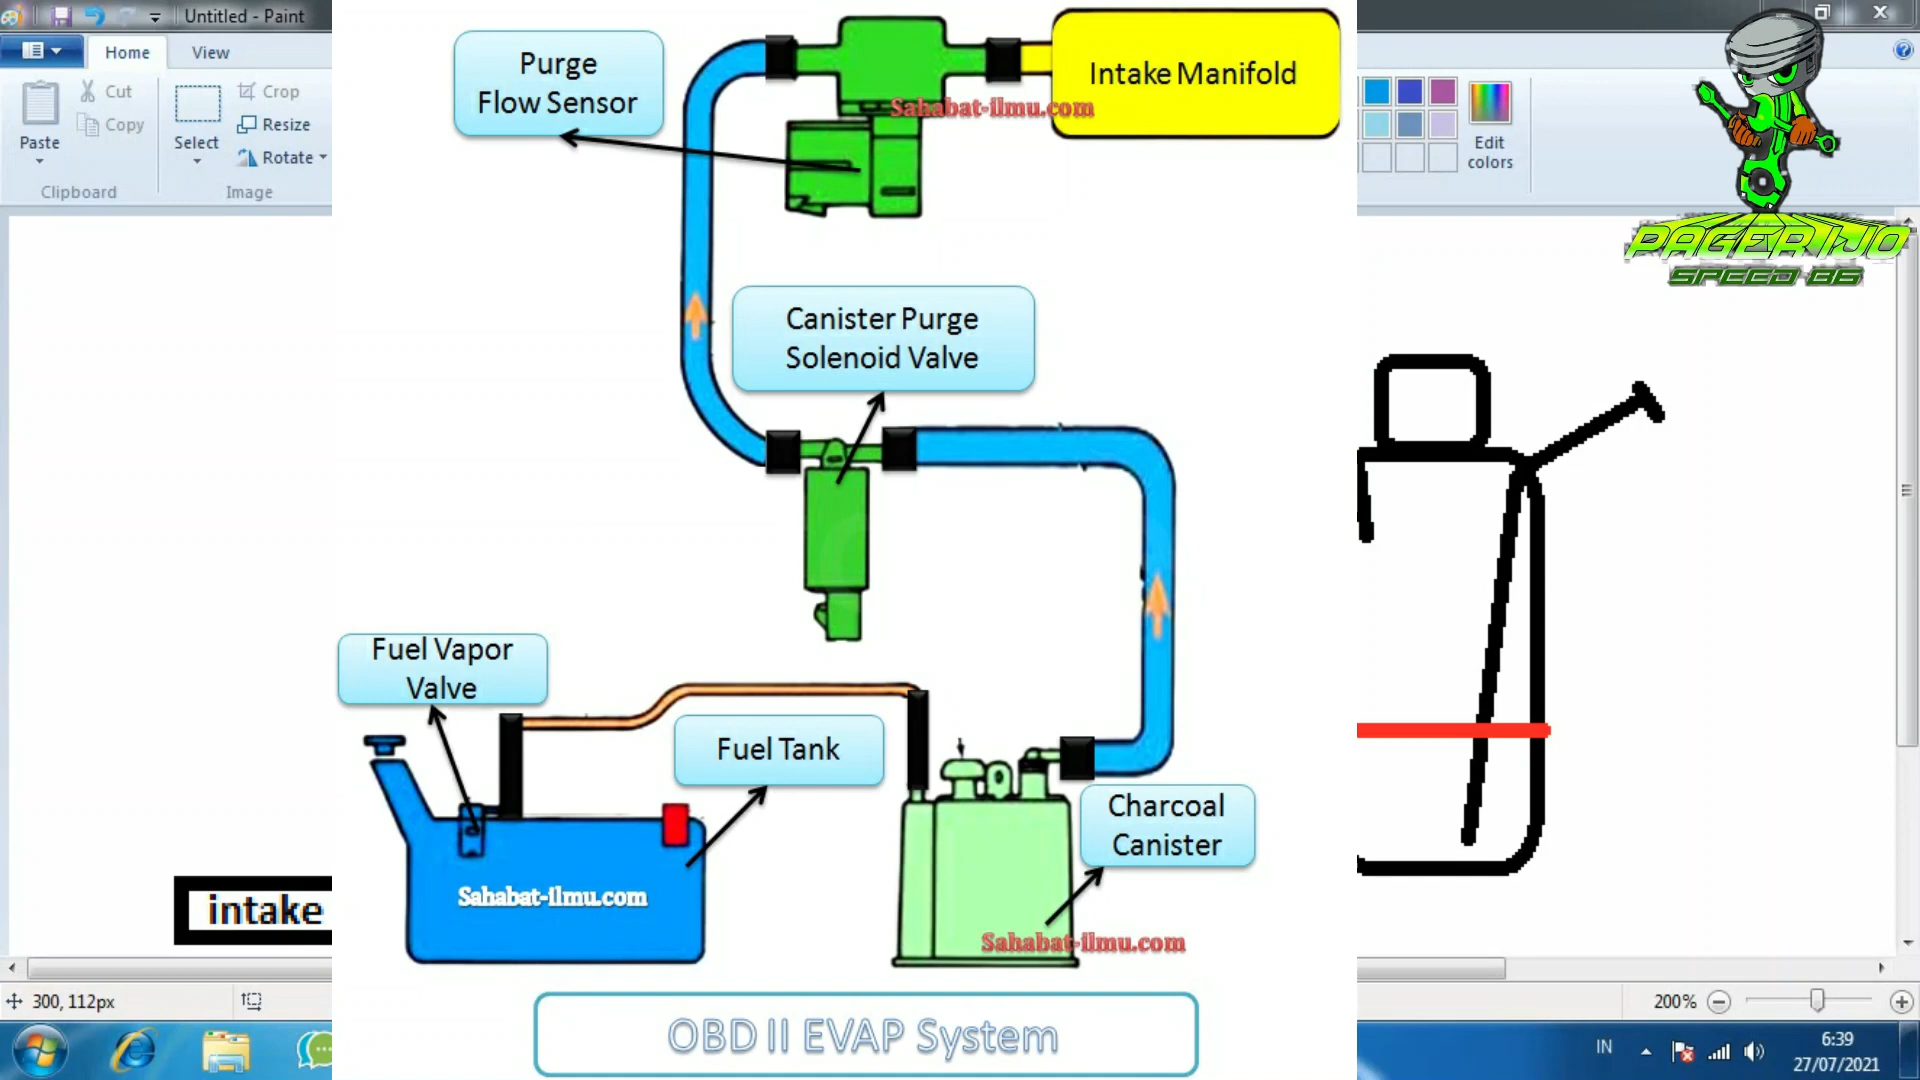 Untitled - Paint
Home
View
Paste
Cut
Copy
Clipboard
Select
Crop
Resize
Rotate
Image
Edit
colors
PAGER IJO
SPEED 86
Purge
Flow Sensor
Intake Manifold
Sahabat-ilmu.com
Canister Purge
Solenoid Valve
Fuel Vapor
Valve
Fuel Tank
Charcoal
Canister
Sahabat-ilmu.com
Sahabat-ilmu.com
intake
OBD II EVAP System
300, 112px
200%
IN
6:39
27/07/2021